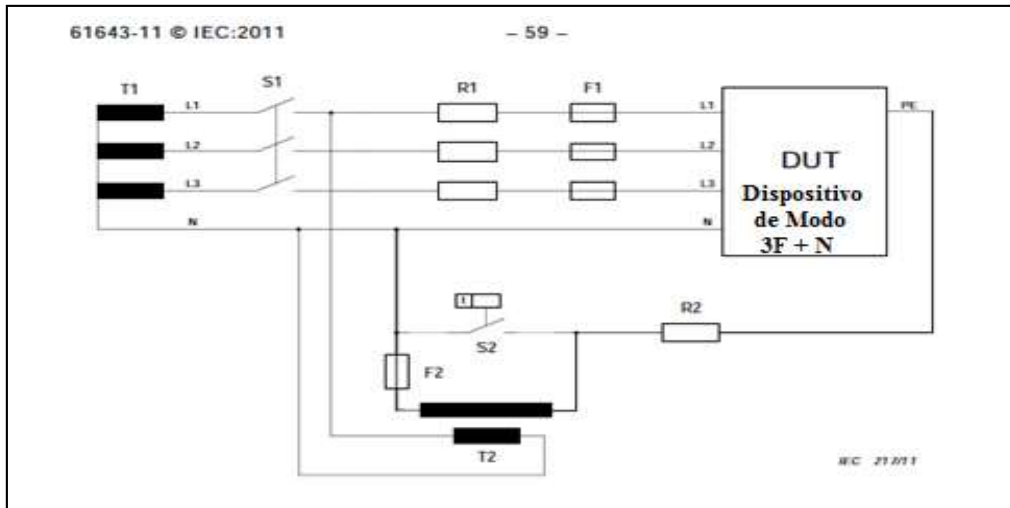 61643-11 © IEC:2011
– 59 –
T1
S1
R1
F1
L1
L1
PE
L2
L2
L3
L3
N
N
DUT
Dispositivo
de Modo
3F + N
t
S2
R2
F2
T2
IEC 217/11